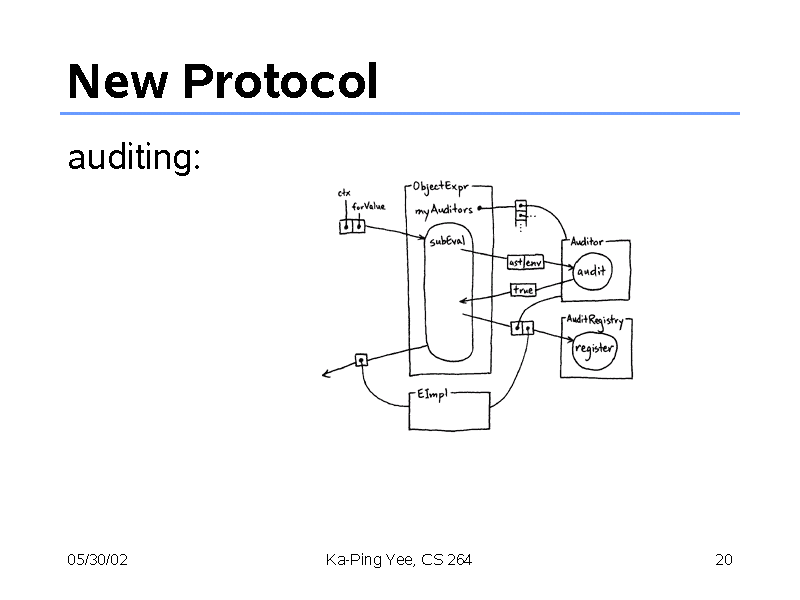 New Protocol
auditing:
ctx
forValue
ObjectExpr
myAuditors
subEval
ast/env
true
Auditor
audit
AuditRegistry
register
EImpl
05/30/02
Ka-Ping Yee, CS 264
20